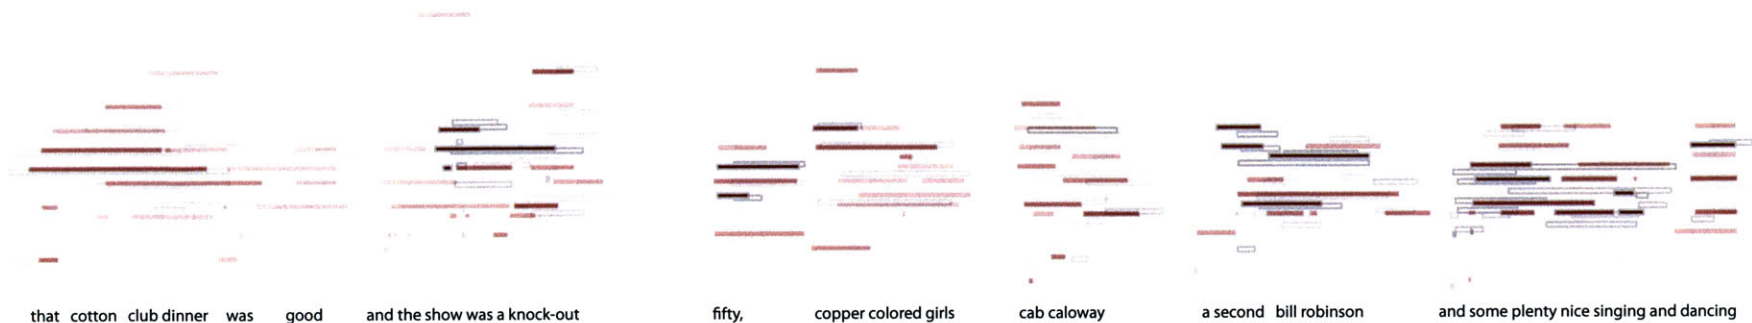 that cotton club dinner was good and the show was a knock-out fifty, copper colored girls cab caloway a second bill robinson and some plenty nice singing and dancing